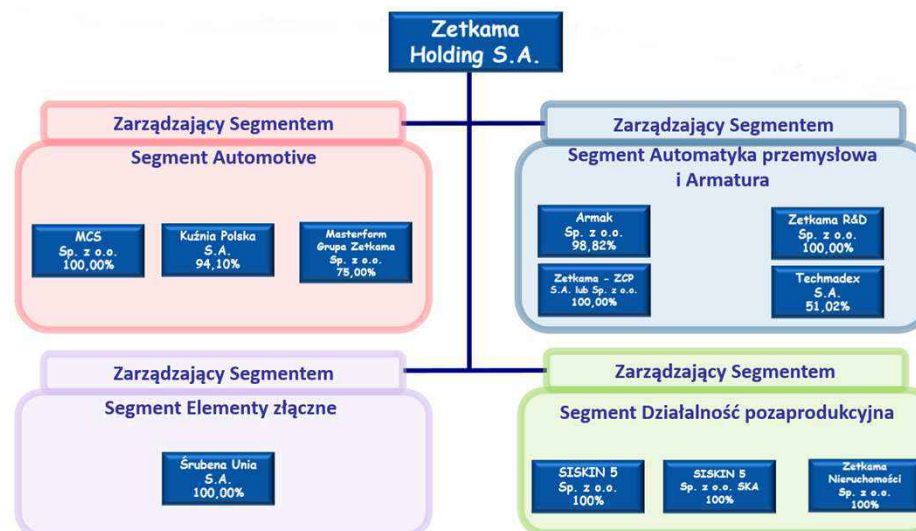 Zetkama
Holding S.A.
Zarządzający Segmentem
Segment Automotive
MCS
Sp. z o.o.
100,00%
Kuźnia Polska
S.A.
94,10%
Masterform
Grupa Zetkama
Sp. z o.o.
75,00%
Zarządzający Segmentem
Segment Automatyka przemysłowa
i Armatura
Armak
Sp. z o.o.
98,82%
Zetkama R&D
Sp. z o.o.
100,00%
Zetkama - ZCP
S.A. lub Sp. z o.o.
100,00%
Techmadex
S.A.
51,02%
Zarządzający Segmentem
Segment Elementy złączne
Śrubena Unia
S.A.
100,00%
Zarządzający Segmentem
Segment Działalność pozaprodukcyjna
SISKIN 5
Sp. z o.o.
100%
SISKIN 5
Sp. z o.o. SKA
100%
Zetkama
Nieruchomości
Sp. z o.o.
100%